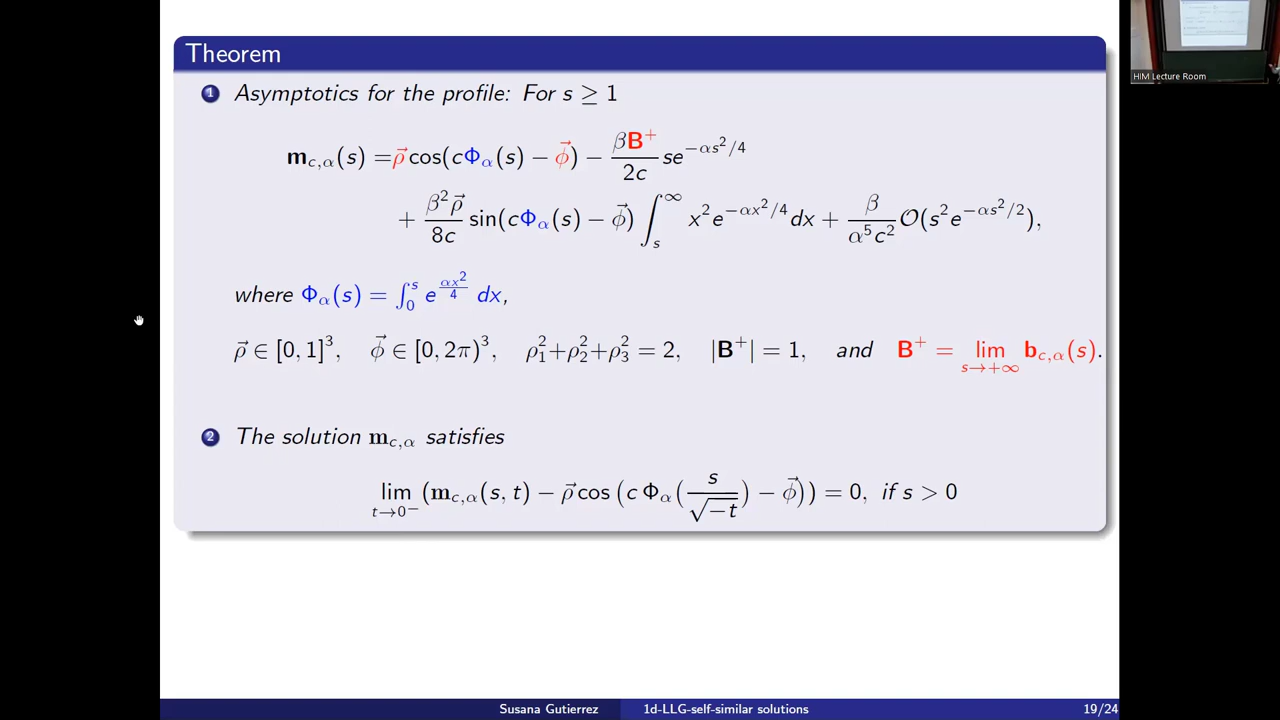 HIM Lecture Room
Theorem
1 Asymptotics for the profile: For s ≥ 1
m_{c,α}(s) = ρ⃗ cos(cΦ_α(s) − ϕ⃗) − βB⁺/2c se^{−αs²/4}
+ β²ρ⃗/8c sin(cΦ_α(s) − ϕ⃗) ∫_s^∞ x²e^{−αx²/4}dx + β/α⁵c² O(s²e^{−αs²/2}),
where Φ_α(s) = ∫_0^s e^{αx²/4} dx,
ρ⃗ ∈ [0, 1]³, ϕ⃗ ∈ [0, 2π)³, ρ₁²+ρ₂²+ρ₃² = 2, |B⁺| = 1, and B⁺ = lim_{s→+∞} b_{c,α}(s).
2 The solution m_{c,α} satisfies
lim_{t→0⁻} (m_{c,α}(s, t) − ρ⃗ cos (c Φ_α(s/√−t) − ϕ⃗)) = 0, if s > 0
Susana Gutierrez 1d-LLG-self-similar solutions 19/24